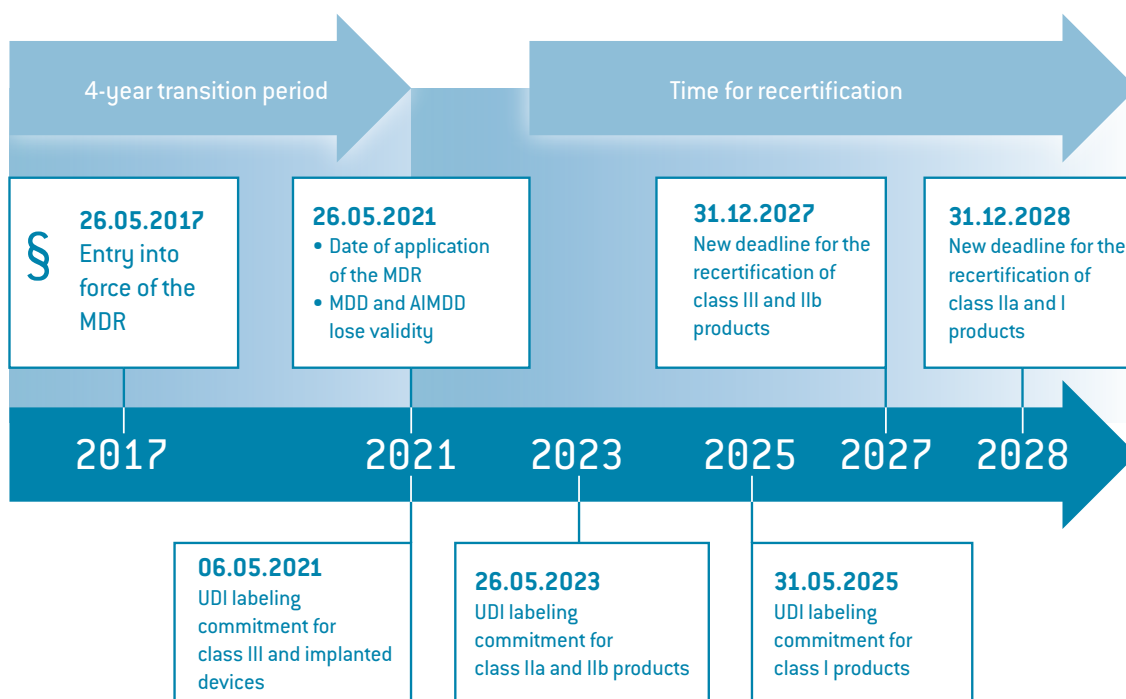 4-year transition period
Time for recertification
§
26.05.2017
Entry into
force of the
MDR
26.05.2021
• Date of application
of the MDR
• MDD and AIMDD
lose validity
31.12.2027
New deadline for the
recertification of
class III and IIb
products
31.12.2028
New deadline for the
recertification of
class IIa and I
products
2017
2021
2023
2025
2027
2028
06.05.2021
UDI labeling
commitment for
class III and implanted
devices
26.05.2023
UDI labeling
commitment for
class IIa and IIb products
31.05.2025
UDI labeling
commitment for
class I products